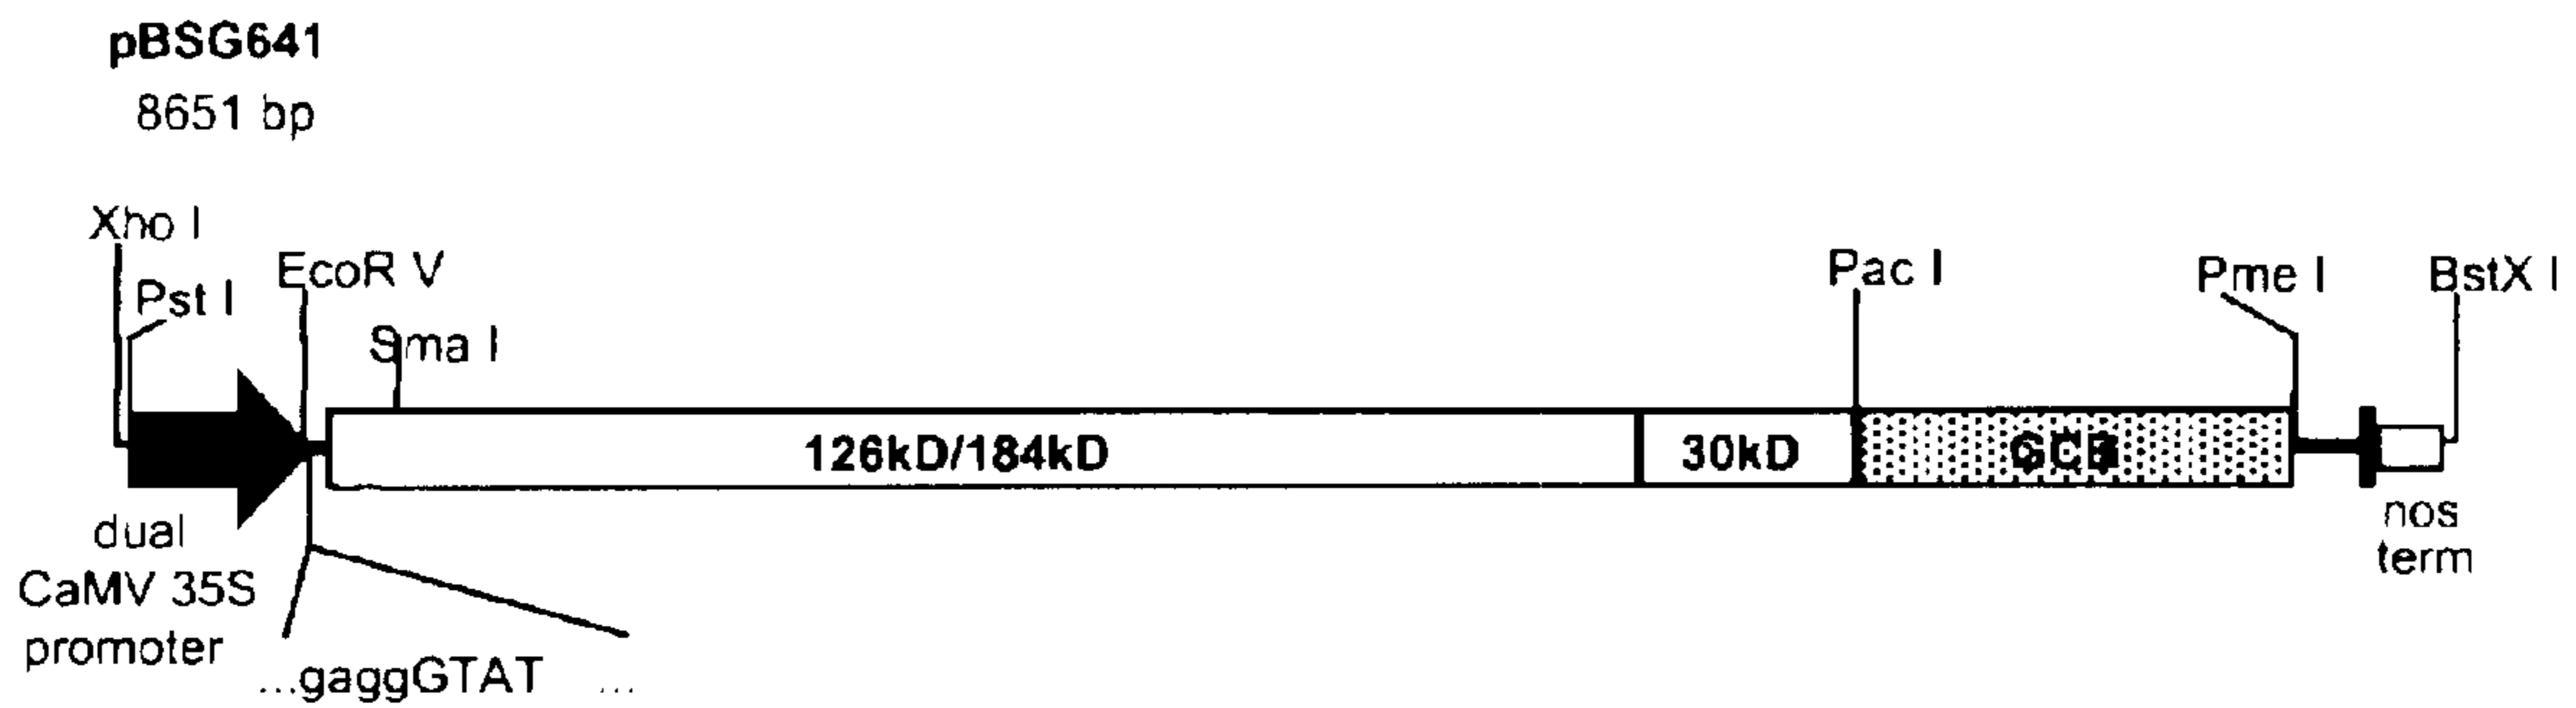 pBSG641
8651 bp
Xho I
Pst I
EcoR V
Sma I
Pac I
Pme I
BstX I
126kD/184kD
30kD
dual
CaMV 35S
promoter
nos
term
...gaggGTAT ...